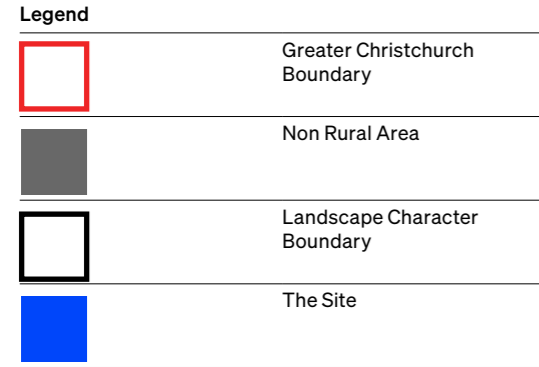 Legend
Greater Christchurch
Boundary
Non Rural Area
Landscape Character
Boundary
The Site